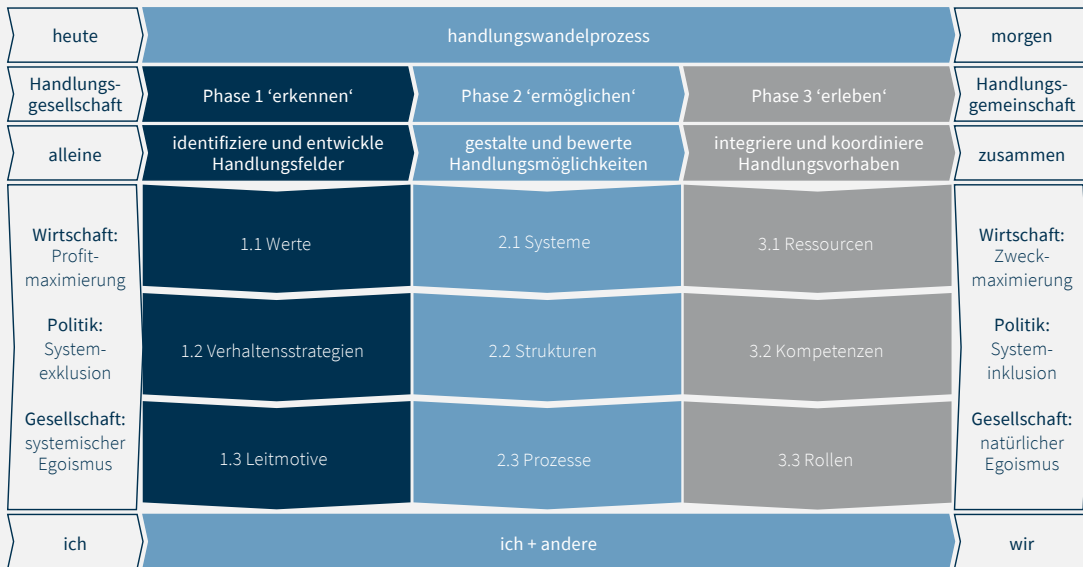 heute
handlungswandelprozess
morgen
Handlungs-
gesellschaft
Phase 1 ‘erkennen‘
Phase 2 ‘ermöglichen‘
Phase 3 ‘erleben‘
Handlungs-
gemeinschaft
alleine
identifiziere und entwickle
Handlungsfelder
gestalte und bewerte
Handlungsmöglichkeiten
integriere und koordiniere
Handlungsvorhaben
zusammen
Wirtschaft:
Profit-
maximierung
Politik:
System-
exklusion
Gesellschaft:
systemischer
Egoismus
1.1 Werte
2.1 Systeme
3.1 Ressourcen
1.2 Verhaltensstrategien
2.2 Strukturen
3.2 Kompetenzen
1.3 Leitmotive
2.3 Prozesse
3.3 Rollen
Wirtschaft:
Zweck-
maximierung
Politik:
System-
inklusion
Gesellschaft:
natürlicher
Egoismus
ich
ich + andere
wir